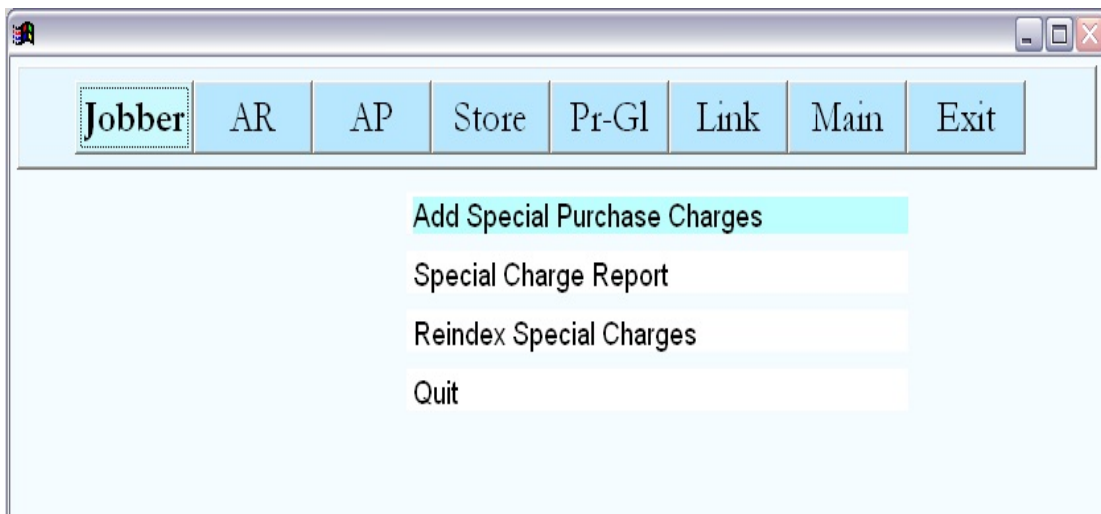 Jobber AR AP Store Pr-Gl Link Main Exit
Add Special Purchase Charges
Special Charge Report
Reindex Special Charges
Quit